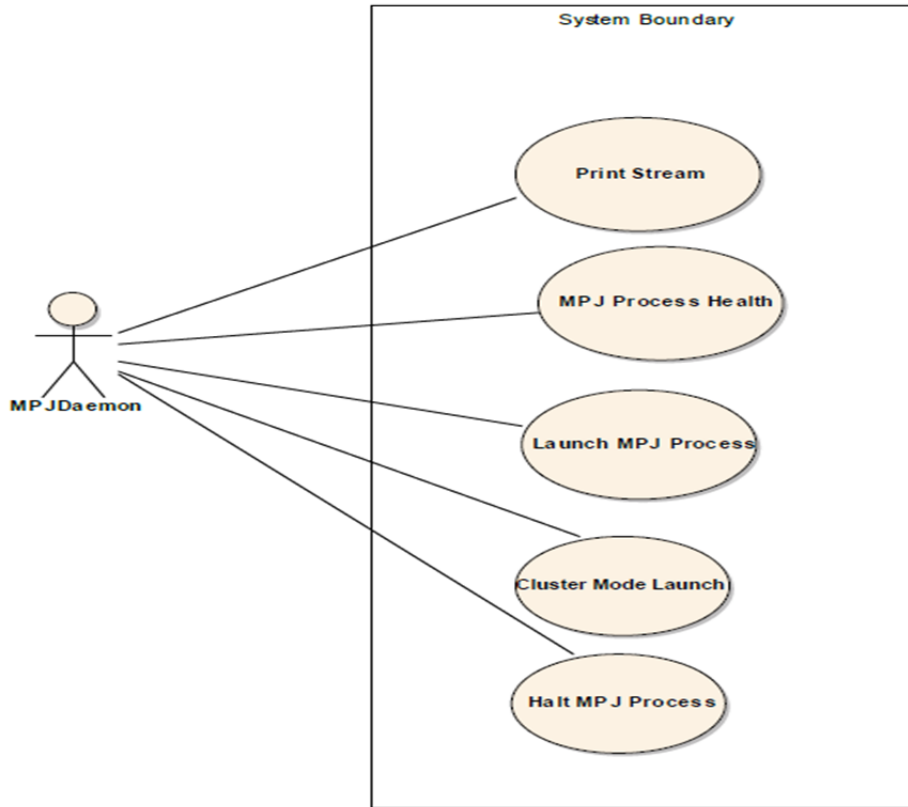 System Boundary
Print Stream
MPJ Process Health
MPJDaemon
Launch MPJ Process
Cluster Mode Launch
Halt MPJ Process